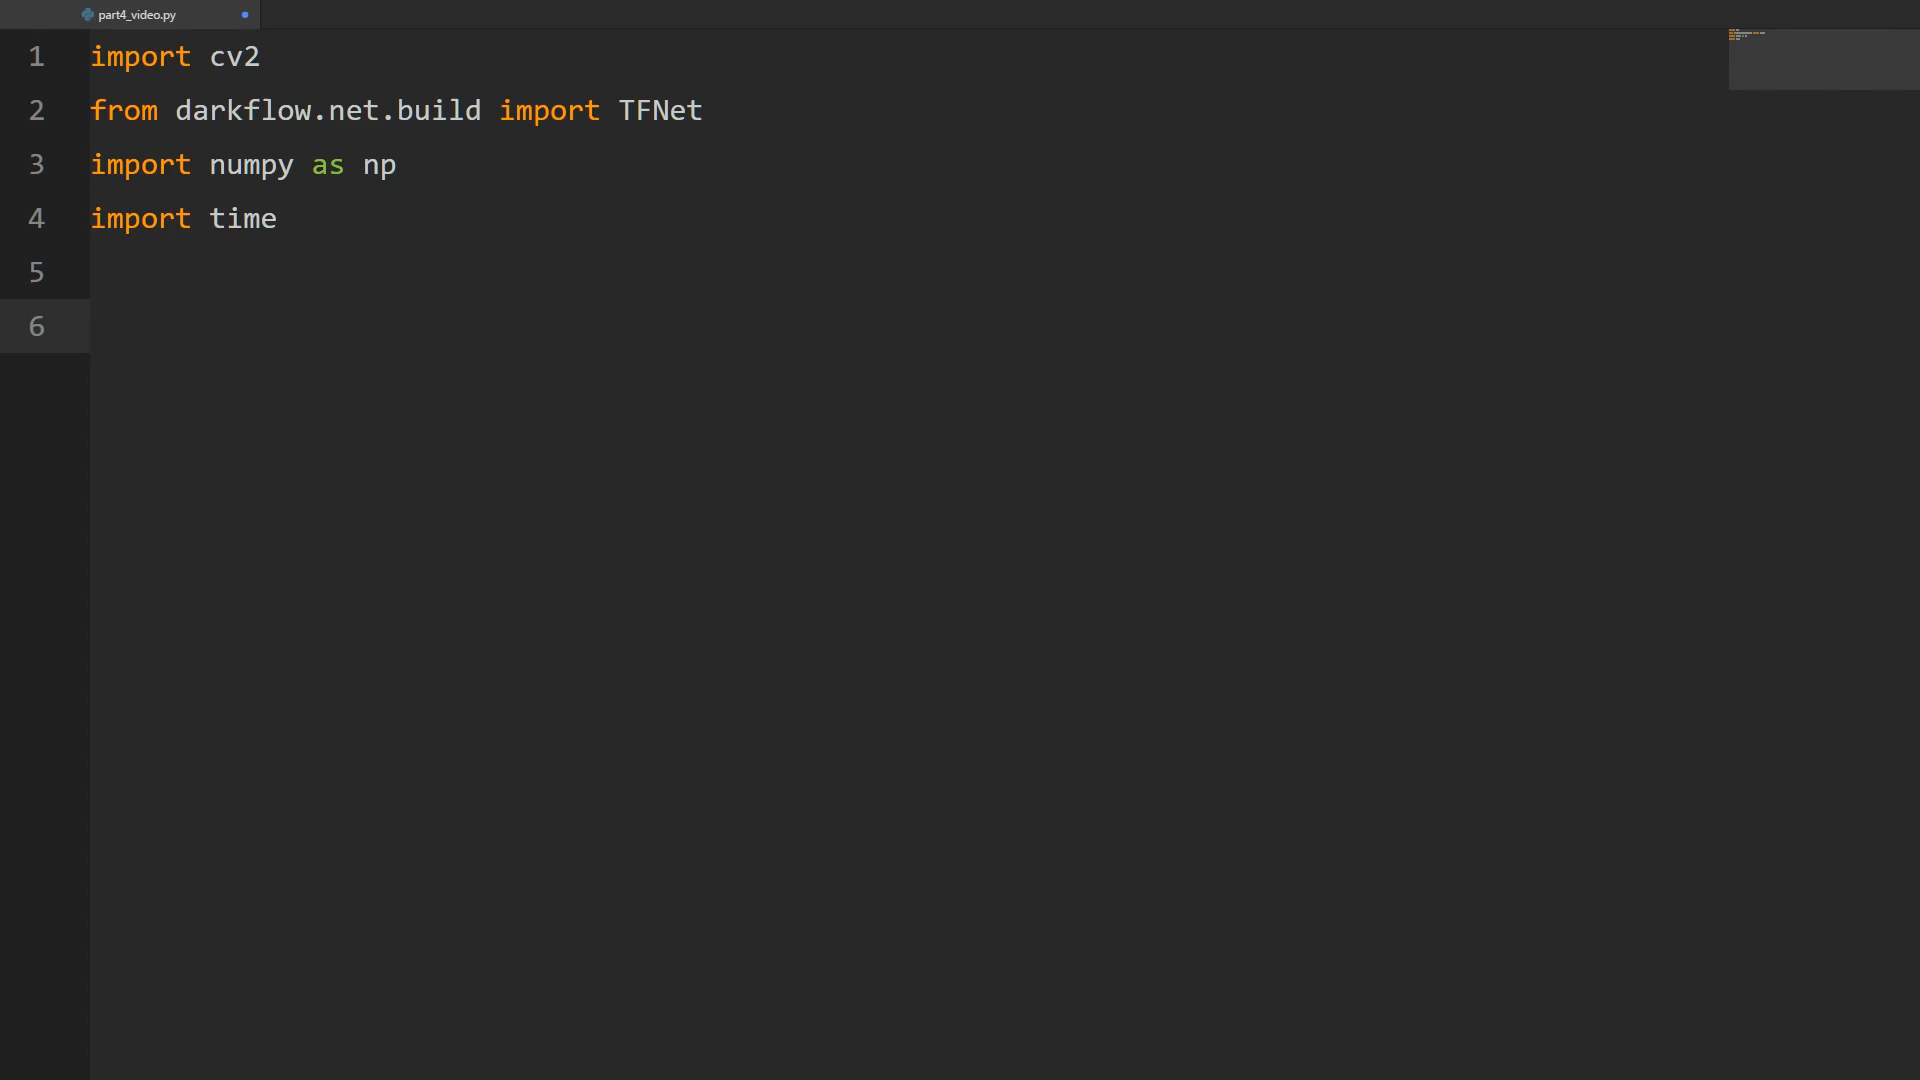 part4_video.py
1 import cv2
2 from darkflow.net.build import TFNet
3 import numpy as np
4 import time
5
6